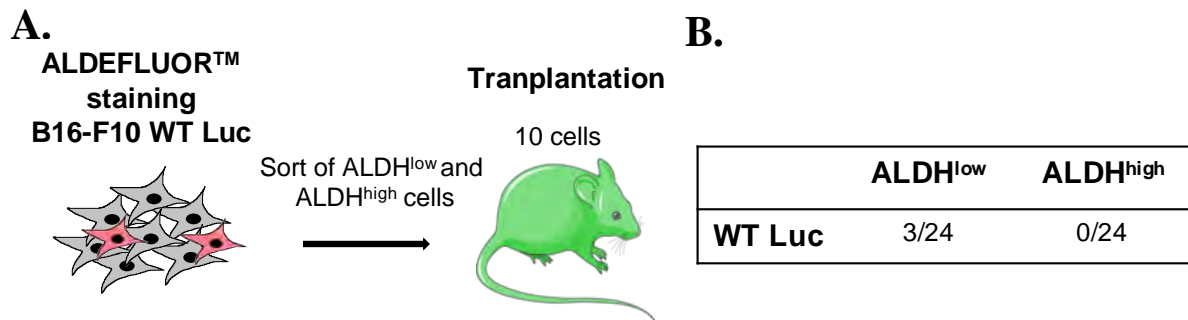 A.
ALDEFLUOR™
staining
B16-F10 WT Luc
Sort of ALDHlow and
ALDHhigh cells
Tranplantation
10 cells
B.
ALDHlow ALDHhigh
WT Luc 3/24 0/24